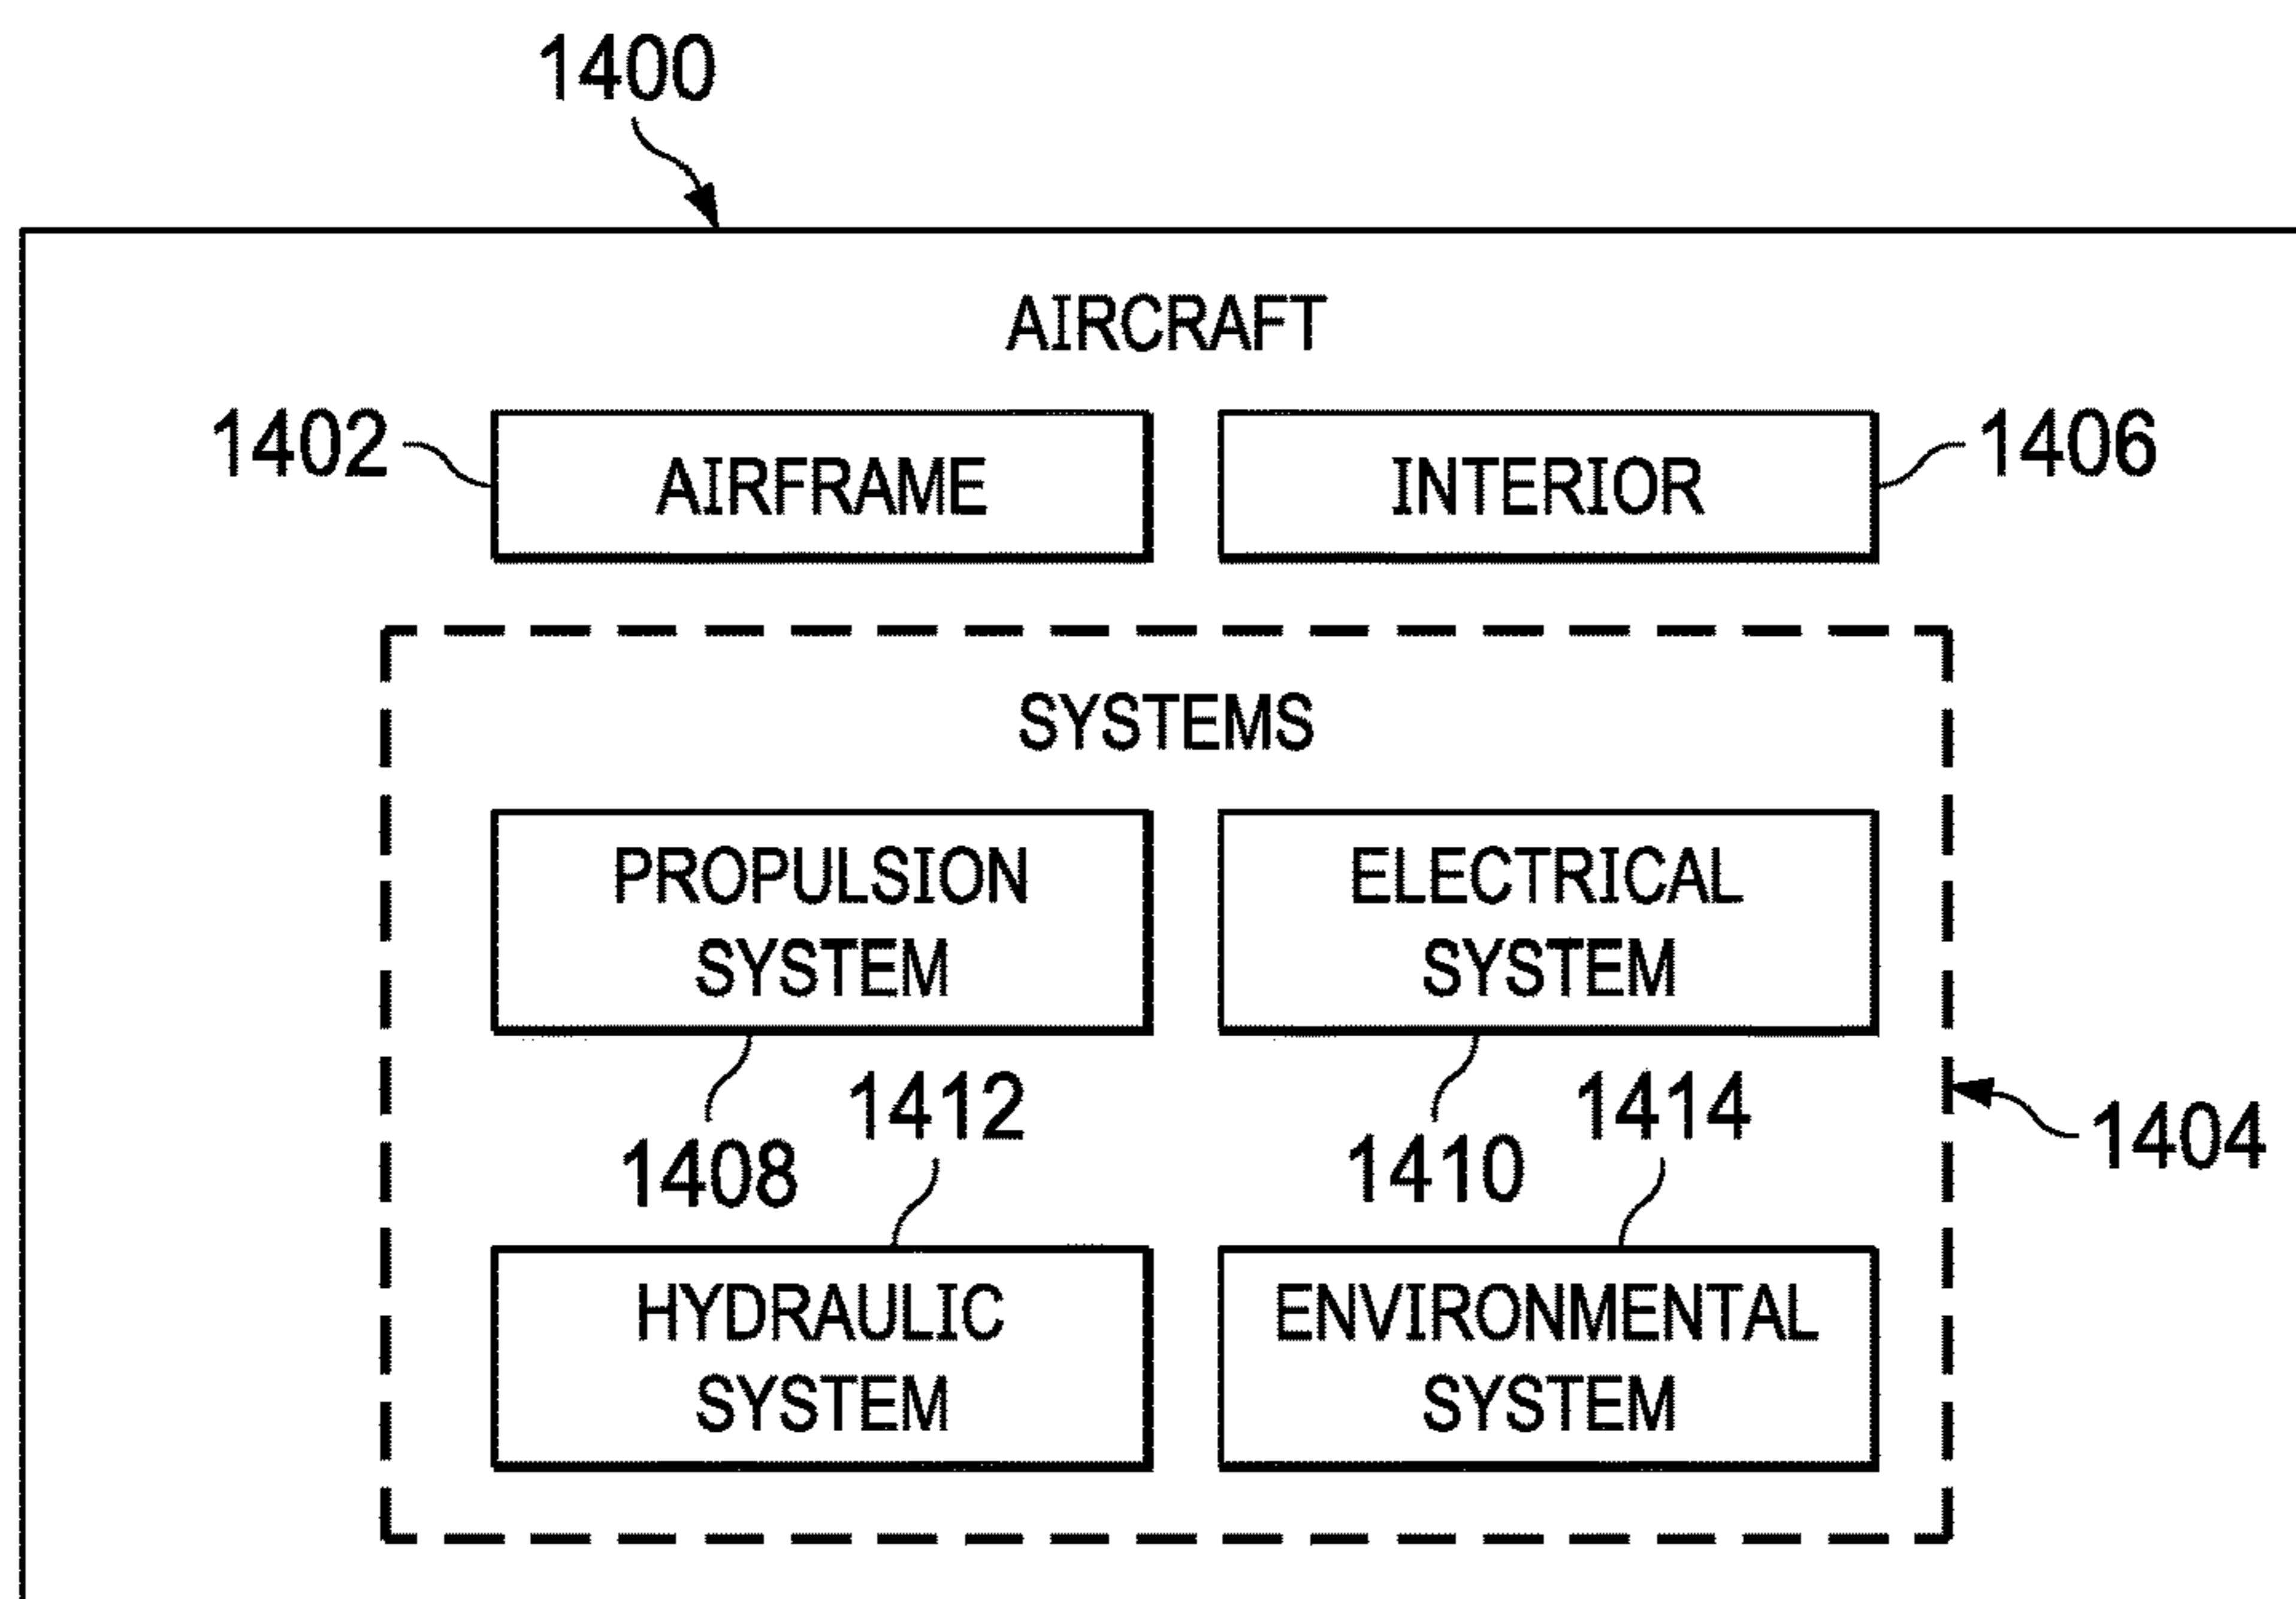 1400
AIRCRAFT
1402
AIRFRAME
INTERIOR
1406
SYSTEMS
PROPULSION
SYSTEM
ELECTRICAL
SYSTEM
1408
1412
1410
1414
1404
HYDRAULIC
SYSTEM
ENVIRONMENTAL
SYSTEM